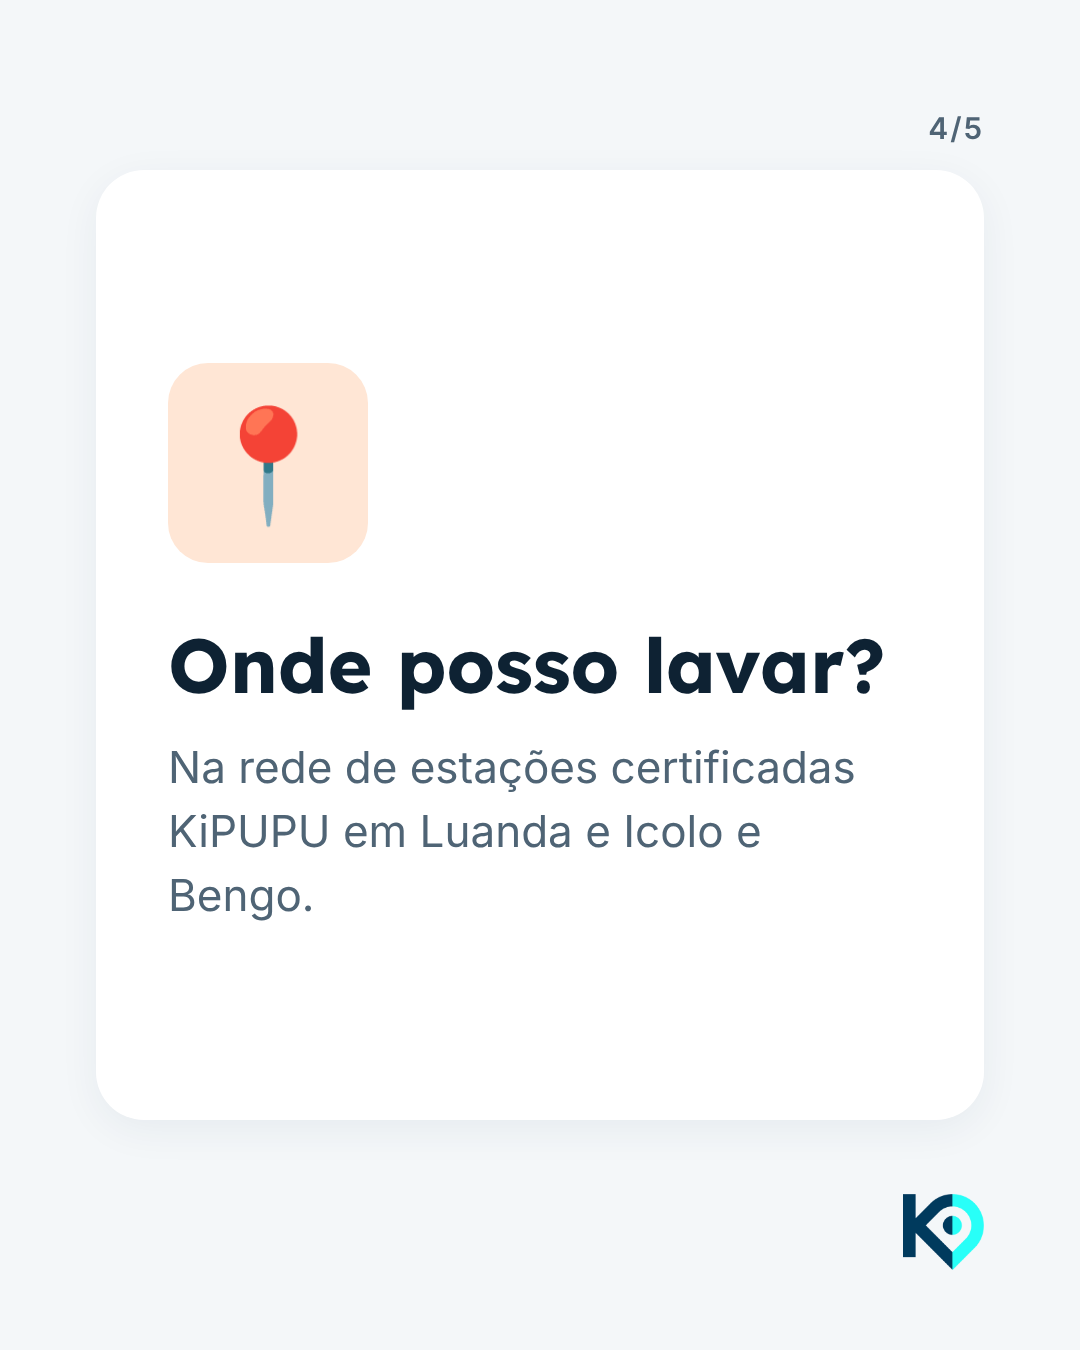 4/5
Onde posso lavar?
Na rede de estações certificadas
KiPUPU em Luanda e Icolo e
Bengo.